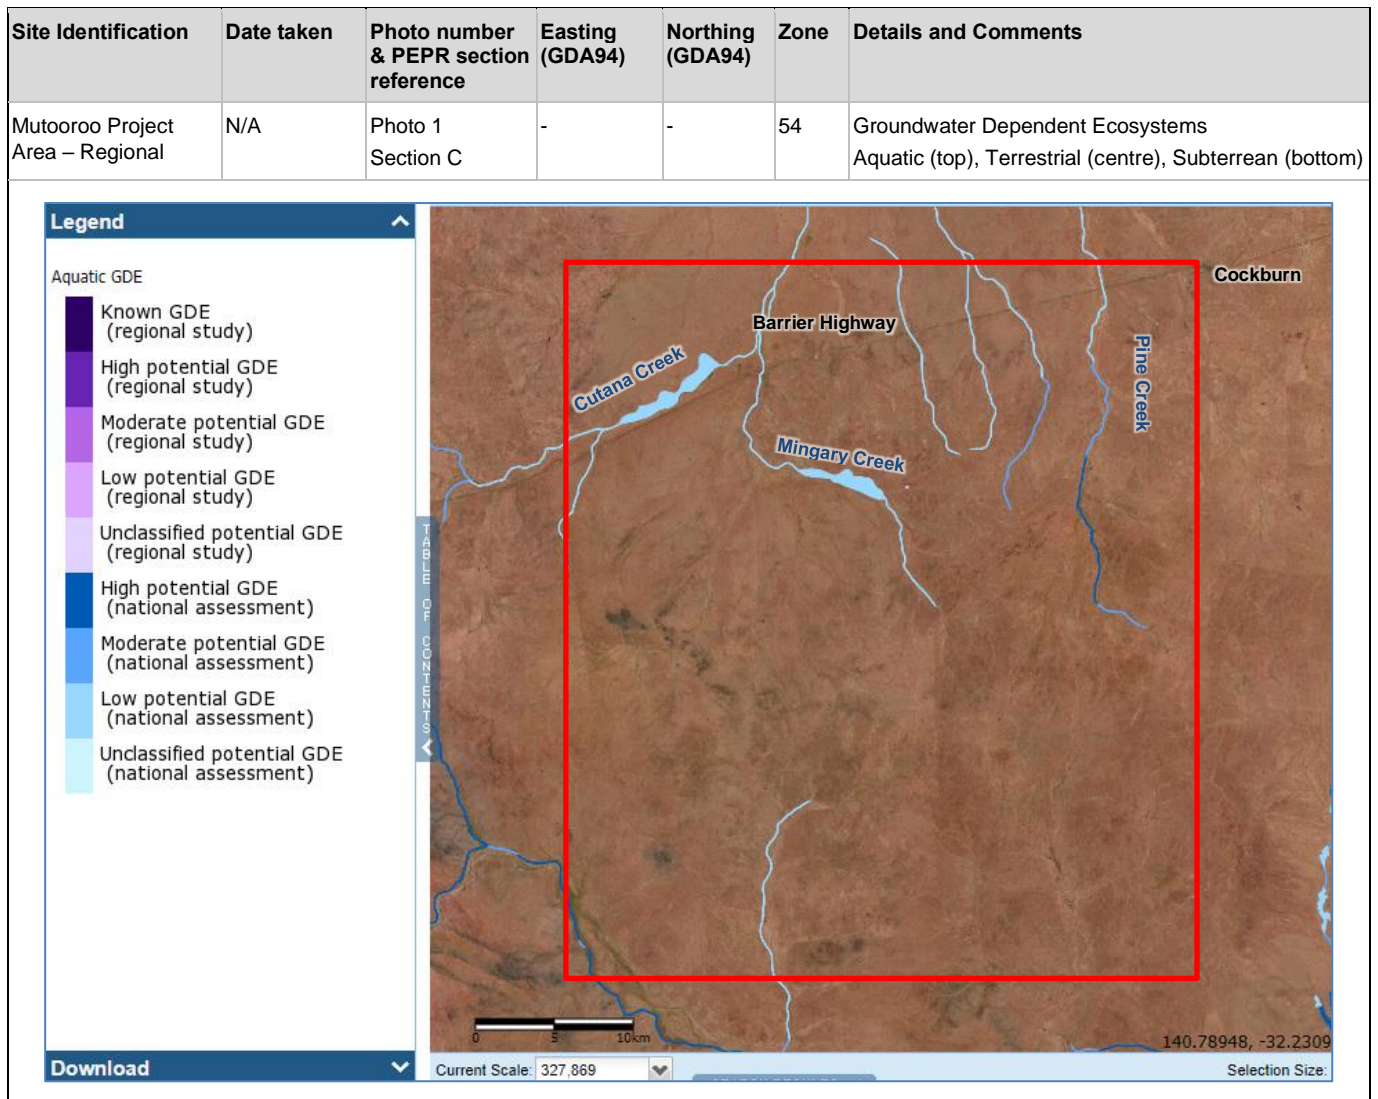 Site Identification
Date taken
Photo number
& PEPR section
reference
Easting
(GDA94)
Northing
(GDA94)
Zone
Details and Comments
Mutooroo Project
Area – Regional
N/A
Photo 1
Section C
-
-
54
Groundwater Dependent Ecosystems
Aquatic (top), Terrestrial (centre), Subterrean (bottom)
Legend
Aquatic GDE
Known GDE
(regional study)
High potential GDE
(regional study)
Moderate potential GDE
(regional study)
Low potential GDE
(regional study)
Unclassified potential GDE
(regional study)
High potential GDE
(national assessment)
Moderate potential GDE
(national assessment)
Low potential GDE
(national assessment)
Unclassified potential GDE
(national assessment)
Download
TABLE OF CONTENTS
Cockburn
Barrier Highway
Cutana Creek
Pine Creek
Mingary Creek
0 5 10km
140.78948, -32.2309
Current Scale: 327,869
Selection Size: